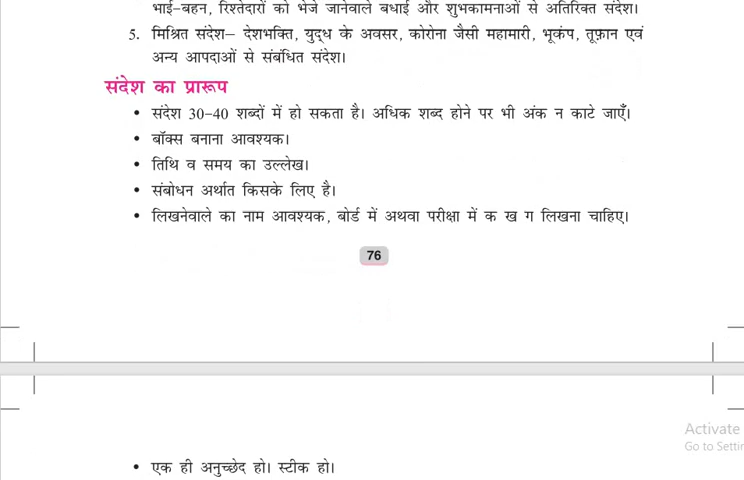 भाई-बहन, रिश्तेदारों को भेजे जानेवाले बधाई और शुभकामनाओं से अतिरिक्त संदेश।
5. मिश्रित संदेश– देशभक्ति, युद्ध के अवसर, कोरोना जैसी महामारी, भूकंप, तूफ़ान एवं
अन्य आपदाओं से संबंधित संदेश।
संदेश का प्रारूप
• संदेश 30-40 शब्दों में हो सकता है। अधिक शब्द होने पर भी अंक न काटे जाएँ।
• बॉक्स बनाना आवश्यक।
• तिथि व समय का उल्लेख।
• संबोधन अर्थात किसके लिए है।
• लिखनेवाले का नाम आवश्यक, बोर्ड में अथवा परीक्षा में क ख ग लिखना चाहिए।
76
Activate
Go to Settin
• एक ही अनुच्छेद हो। स्टीक हो।